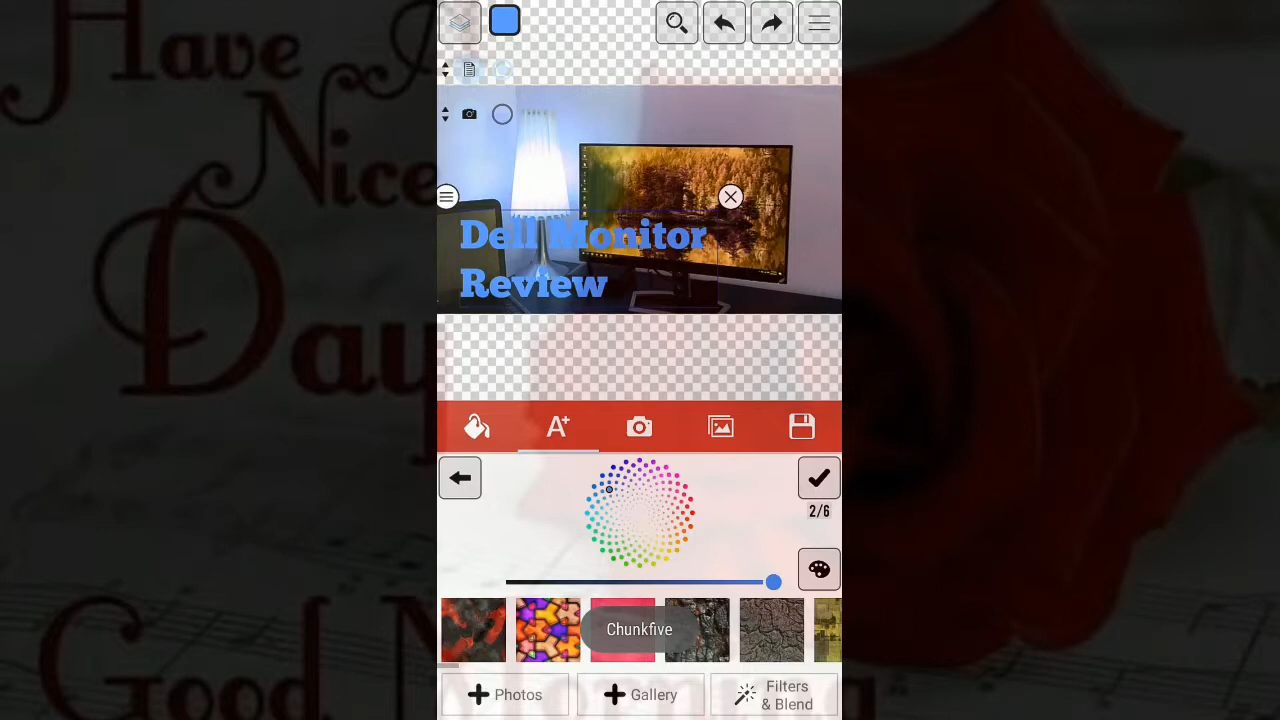 Have A
Nice
Day
Dell Monitor
Review
2/6
Chunkfive
Photos
Gallery
Filters
& Blend
Good